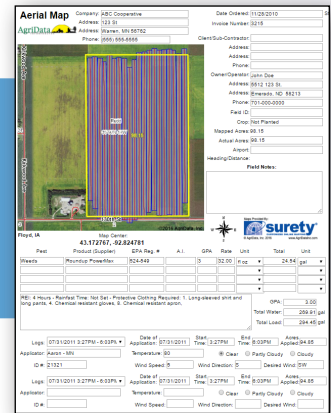 Aerial Map
AgriData
Company: ABC Cooperative
Address: 123 St
Address: Warren, MN 56762
Phone: (555) 555-5555
Date Ordered: 11/28/2010
Invoice Number: 3215
Client/Sub-Contractor:
Address:
Address:
Phone:
Owner/Operator: John Doe
Address: 5512 123 St.
Address: Emerado, ND 58213
Phone: 701-000-0000
Field ID:
Crop: Not Planted
Mapped Acres: 98.15
Actual Acres: 98.15
Airport:
Heading/Distance:
Field Notes:
98.15
Floyd, IA
Map Center:
43.172767, -92.824781
surety
Pest Product (Supplier) EPA Reg. # A.I. GPA Rate Unit Total Unit
Weeds Roundup PowerMax 524-549 3 32.00 fl oz 24.54 gal
REI: 4 Hours - Rainfast Time: Not Set - Protective Clothing Required: 1. Long-sleeved shirt and
long pants, 4. Chemical resistant gloves, 8. Chemical resistant apron,
GPA: 3.00
Total Water: 269.91 gal
Total Load: 294.45 gal
Logs: 07/31/2011 3:27PM - 6:03PM
Date of Application: 07/31/2011
Start Time: 3:27PM
End Time: 6:03PM
Acres Applied: 94.85
Applicator: Aaron - MN
Temperature: 80
Clear Partly Cloudy Cloudy
ID #: 21321
Wind Speed: 5
Wind Direction: S
Desired Wind: SW
Logs: 07/31/2011 3:27PM - 6:03PM
Date of Application: 07/31/2011
Start Time: 3:27PM
End Time: 6:03PM
Acres Applied: 94.85
Applicator:
Temperature:
Clear Partly Cloudy Cloudy
ID #:
Wind Speed:
Wind Direction:
Desired Wind: